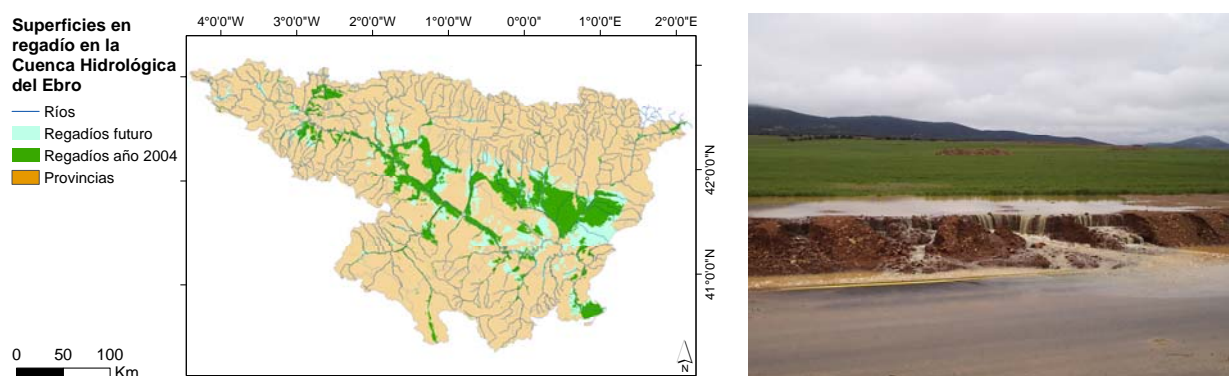 Superficies en
regadío en la
Cuenca Hidrológica
del Ebro
Ríos
Regadíos futuro
Regadíos año 2004
Provincias
0 50 100
Km
4°0'0"W 3°0'0"W 2°0'0"W 1°0'0"W 0°0'0" 1°0'0"E 2°0'0"E
42°0'0"N
41°0'0"N
N